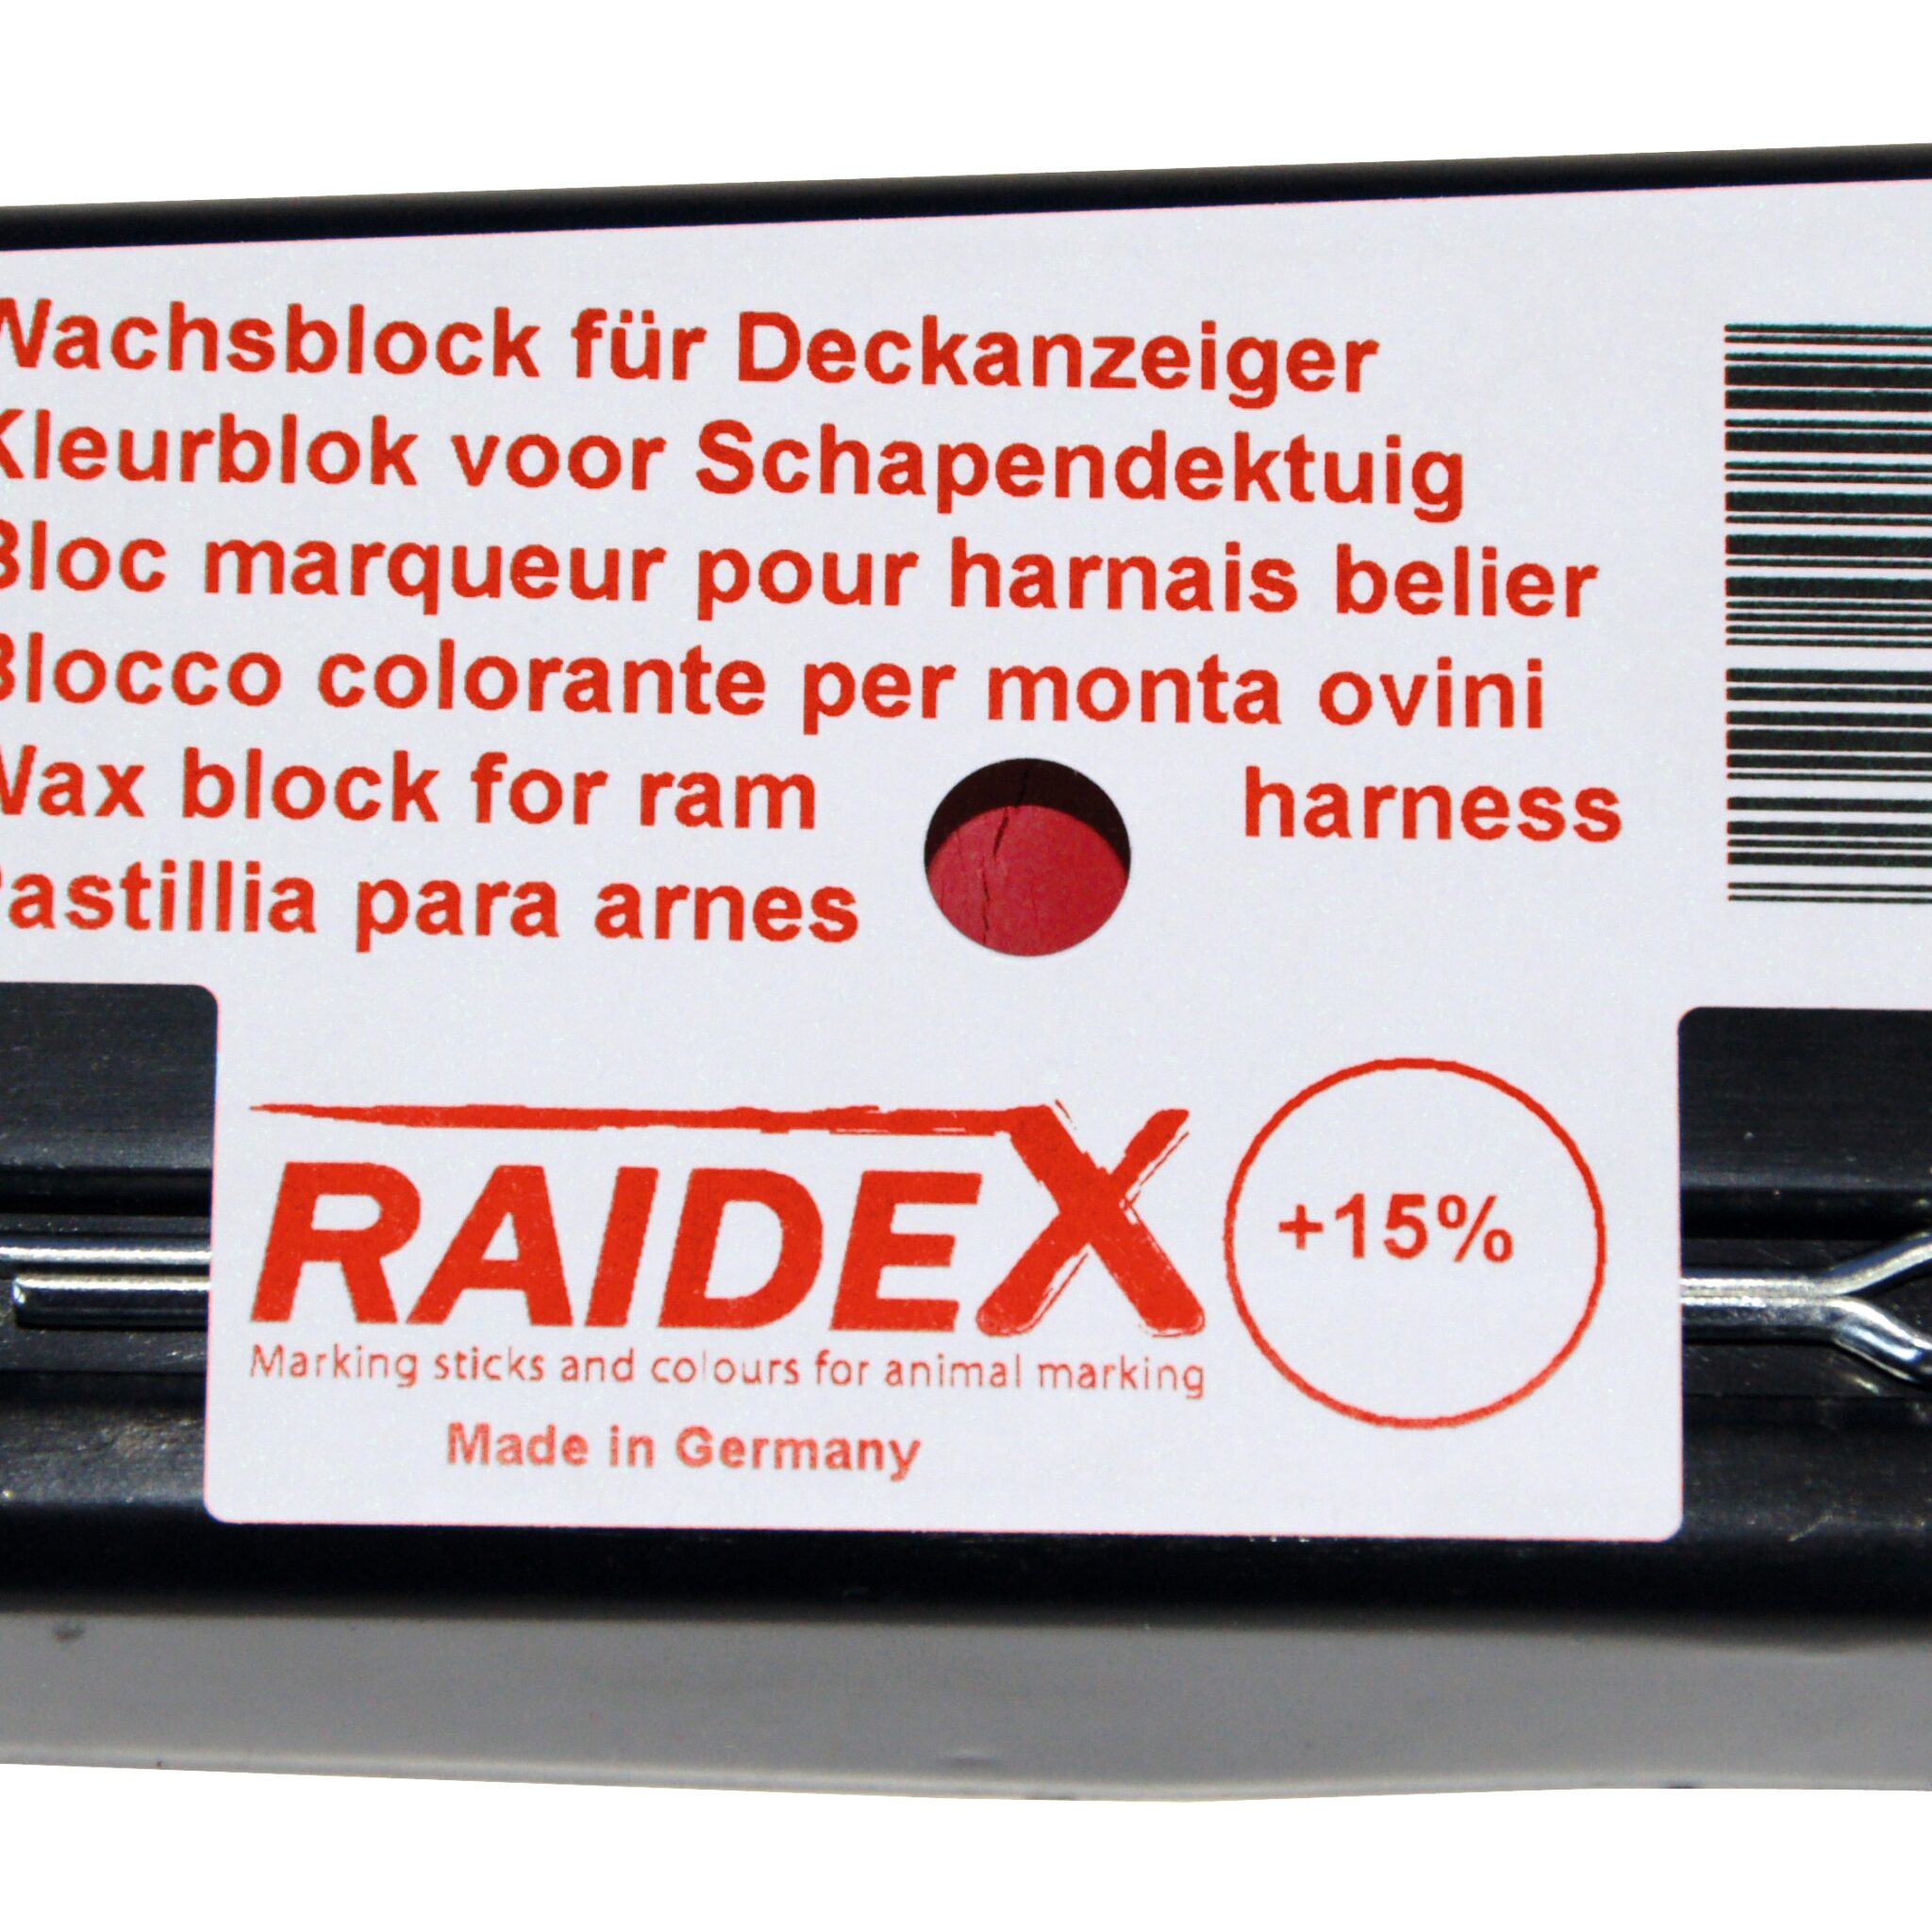 Wachsblock für Deckanzeiger
Kleurblok voor Schapendektuig
Bloc marqueur pour harnais belier
Blocco colorante per monta ovini
Wax block for ram harness
Pastillia para arnes
RAIDEX
+15%
Marking sticks and colours for animal marking
Made in Germany